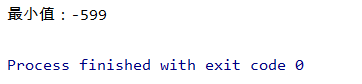 最小值：-599
Process finished with exit code 0